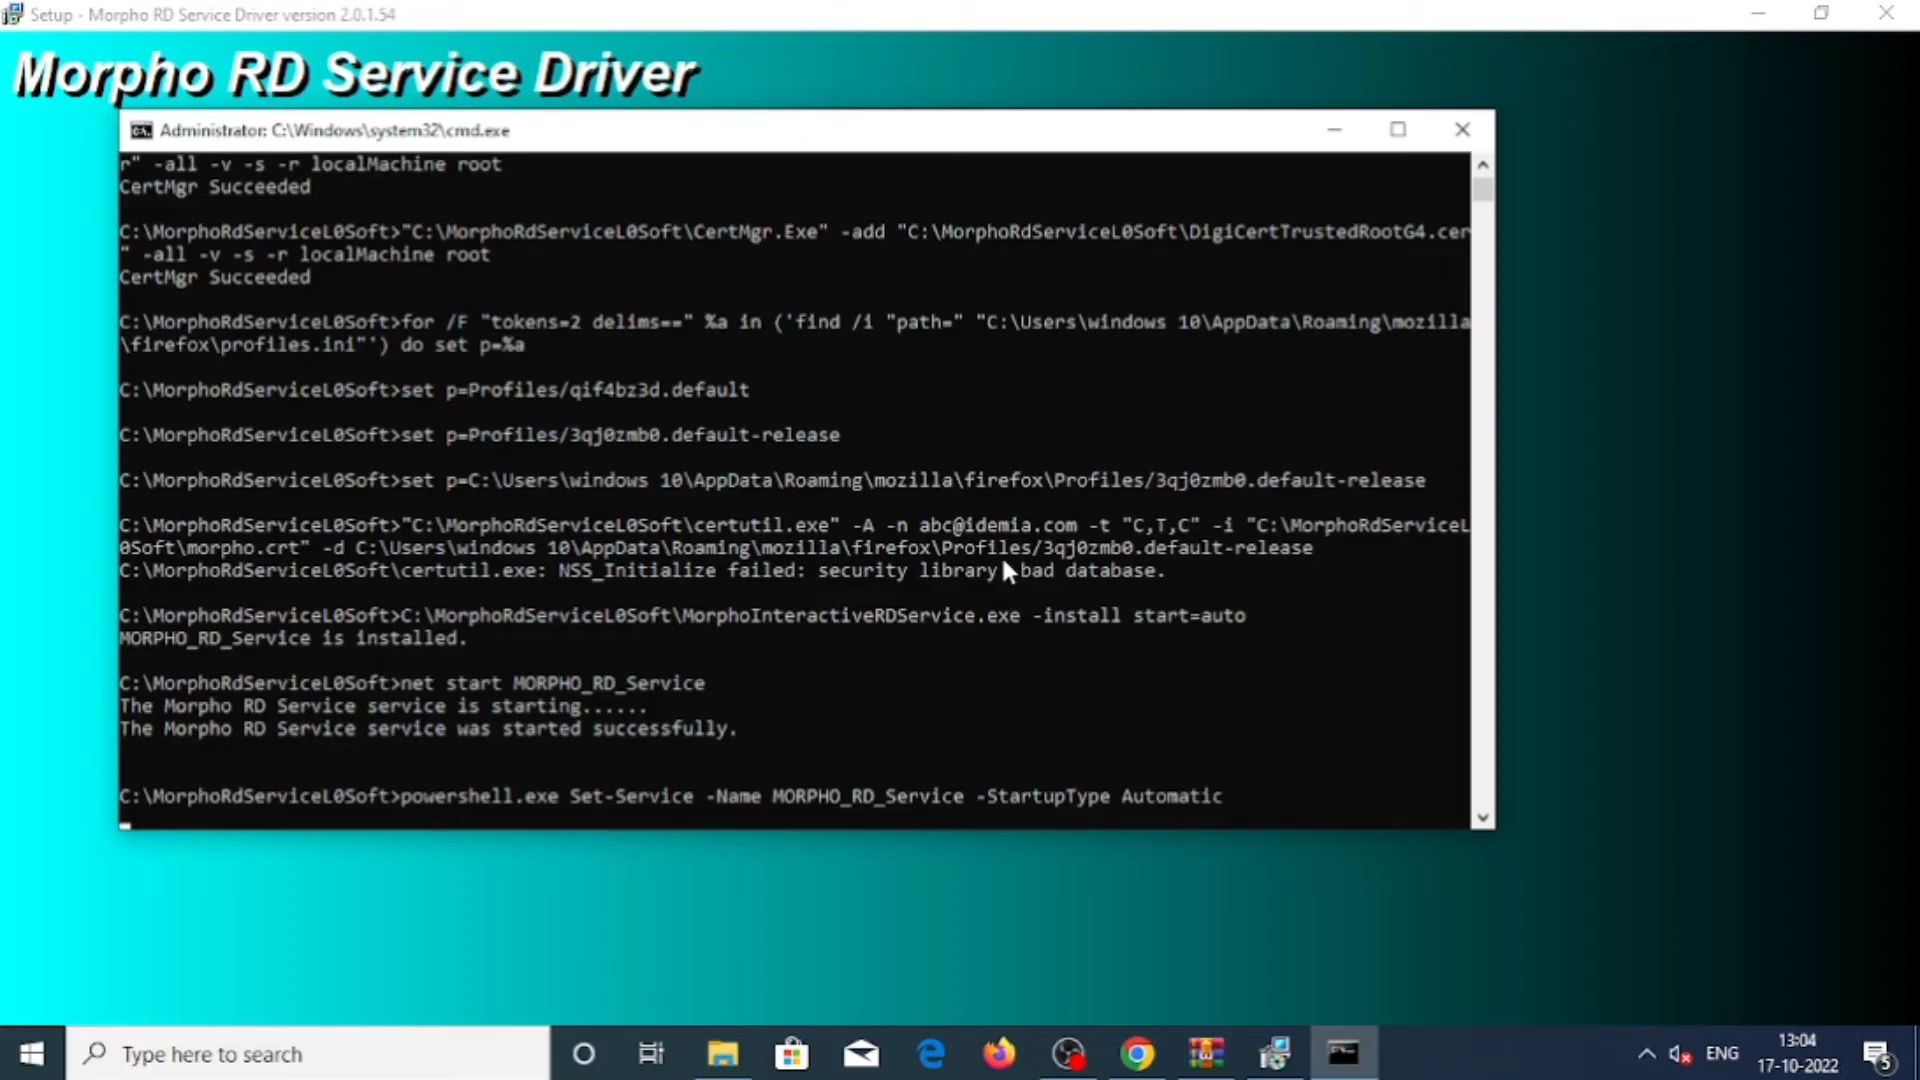 Setup - Morpho RD Service Driver version 2.0.1.54
Morpho RD Service Driver
Administrator: C:\Windows\system32\cmd.exe
r" -all -v -s -r localMachine root
CertMgr Succeeded
C:\MorphoRdServiceL0Soft>"C:\MorphoRdServiceL0Soft\CertMgr.Exe" -add "C:\MorphoRdServiceL0Soft\DigiCertTrustedRootG4.cer
" -all -v -s -r localMachine root
CertMgr Succeeded
C:\MorphoRdServiceL0Soft>for /F "tokens=2 delims==" %a in ('find /i "path=" "C:\Users\windows 10\AppData\Roaming\mozilla
\firefox\profiles.ini"') do set p=%a
C:\MorphoRdServiceL0Soft>set p=Profiles/qif4bz3d.default
C:\MorphoRdServiceL0Soft>set p=Profiles/3qj0zmb0.default-release
C:\MorphoRdServiceL0Soft>set p=C:\Users\windows 10\AppData\Roaming\mozilla\firefox\Profiles/3qj0zmb0.default-release
C:\MorphoRdServiceL0Soft>"C:\MorphoRdServiceL0Soft\certutil.exe" -A -n abc@idemia.com -t "C,T,C" -i "C:\MorphoRdServiceL
0Soft\morpho.crt" -d C:\Users\windows 10\AppData\Roaming\mozilla\firefox\Profiles/3qj0zmb0.default-release
C:\MorphoRdServiceL0Soft\certutil.exe: NSS_Initialize failed: security library bad database.
C:\MorphoRdServiceL0Soft>C:\MorphoRdServiceL0Soft\MorphoInteractiveRDService.exe -install start=auto
MORPHO_RD_Service is installed.
C:\MorphoRdServiceL0Soft>net start MORPHO_RD_Service
The Morpho RD Service service is starting......
The Morpho RD Service service was started successfully.
C:\MorphoRdServiceL0Soft>powershell.exe Set-Service -Name MORPHO_RD_Service -StartupType Automatic
Type here to search
ENG
13:04
17-10-2022
5